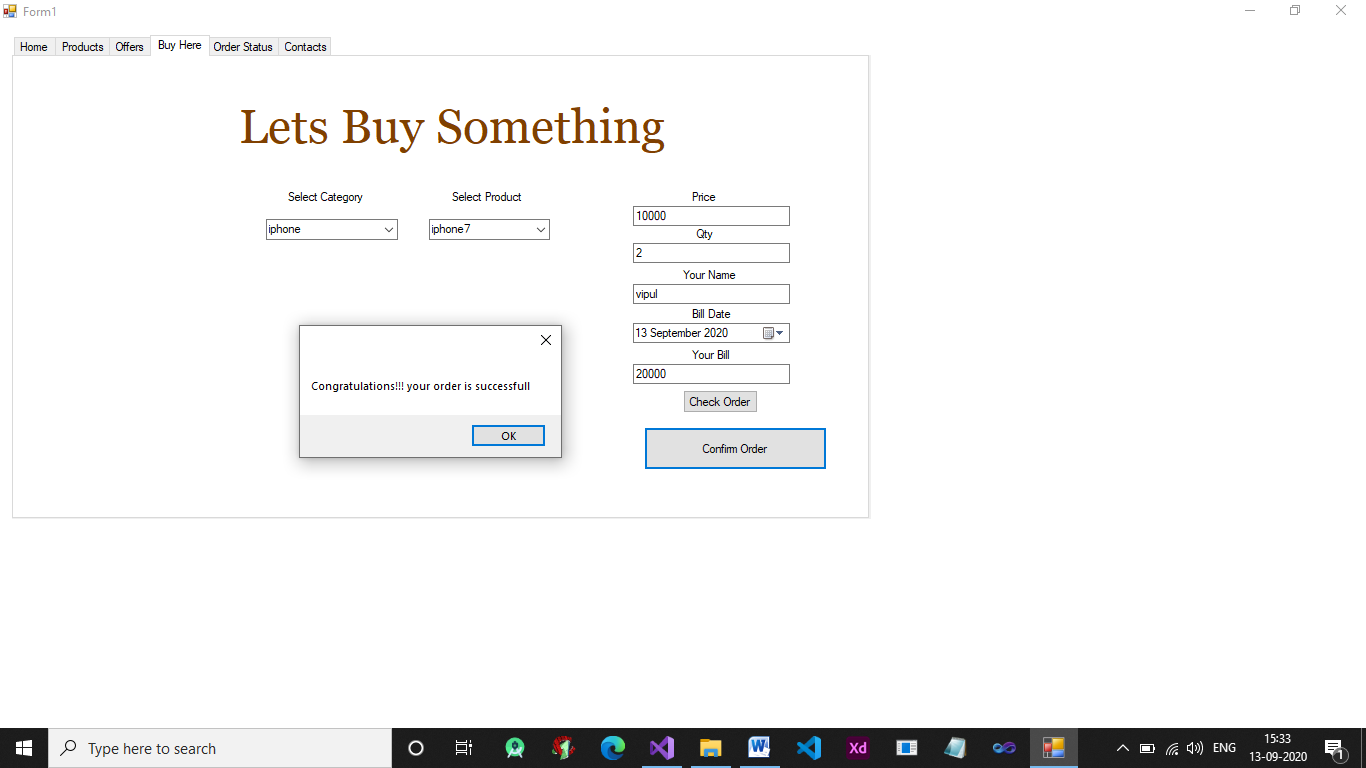 Form1
Home Products Offers Buy Here Order Status Contacts
Lets Buy Something
Select Category Select Product Price
iphone iphone7 10000
Qty
2
Your Name
vipul
Bill Date
13 September 2020
Your Bill
20000
Check Order
Confirm Order
Congratulations!!! your order is successfull
OK
Type here to search
Xd
ENG
15:33
13-09-2020
1